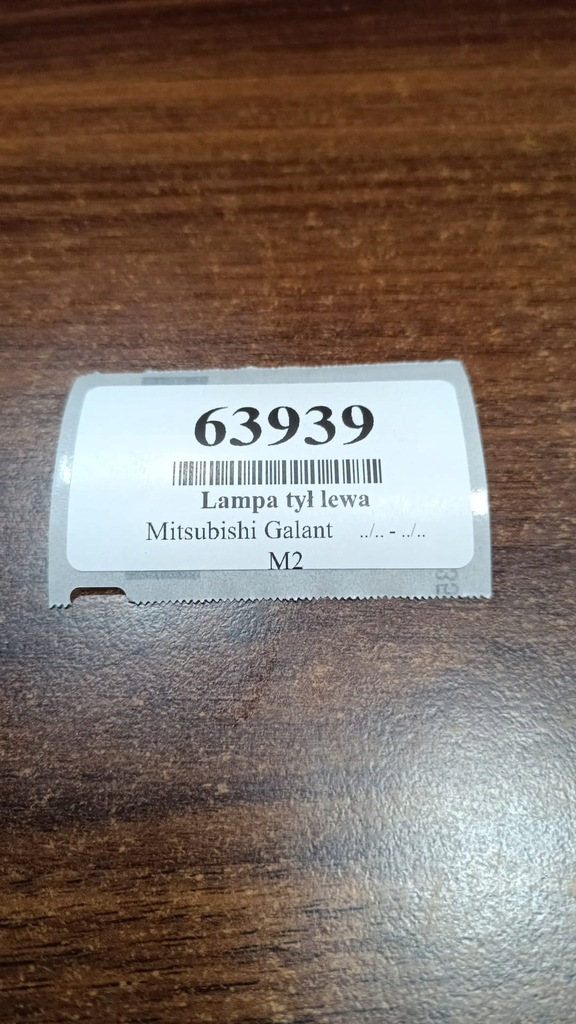 63939
Lampa tył lewa
Mitsubishi Galant ../.. - ../..
M2